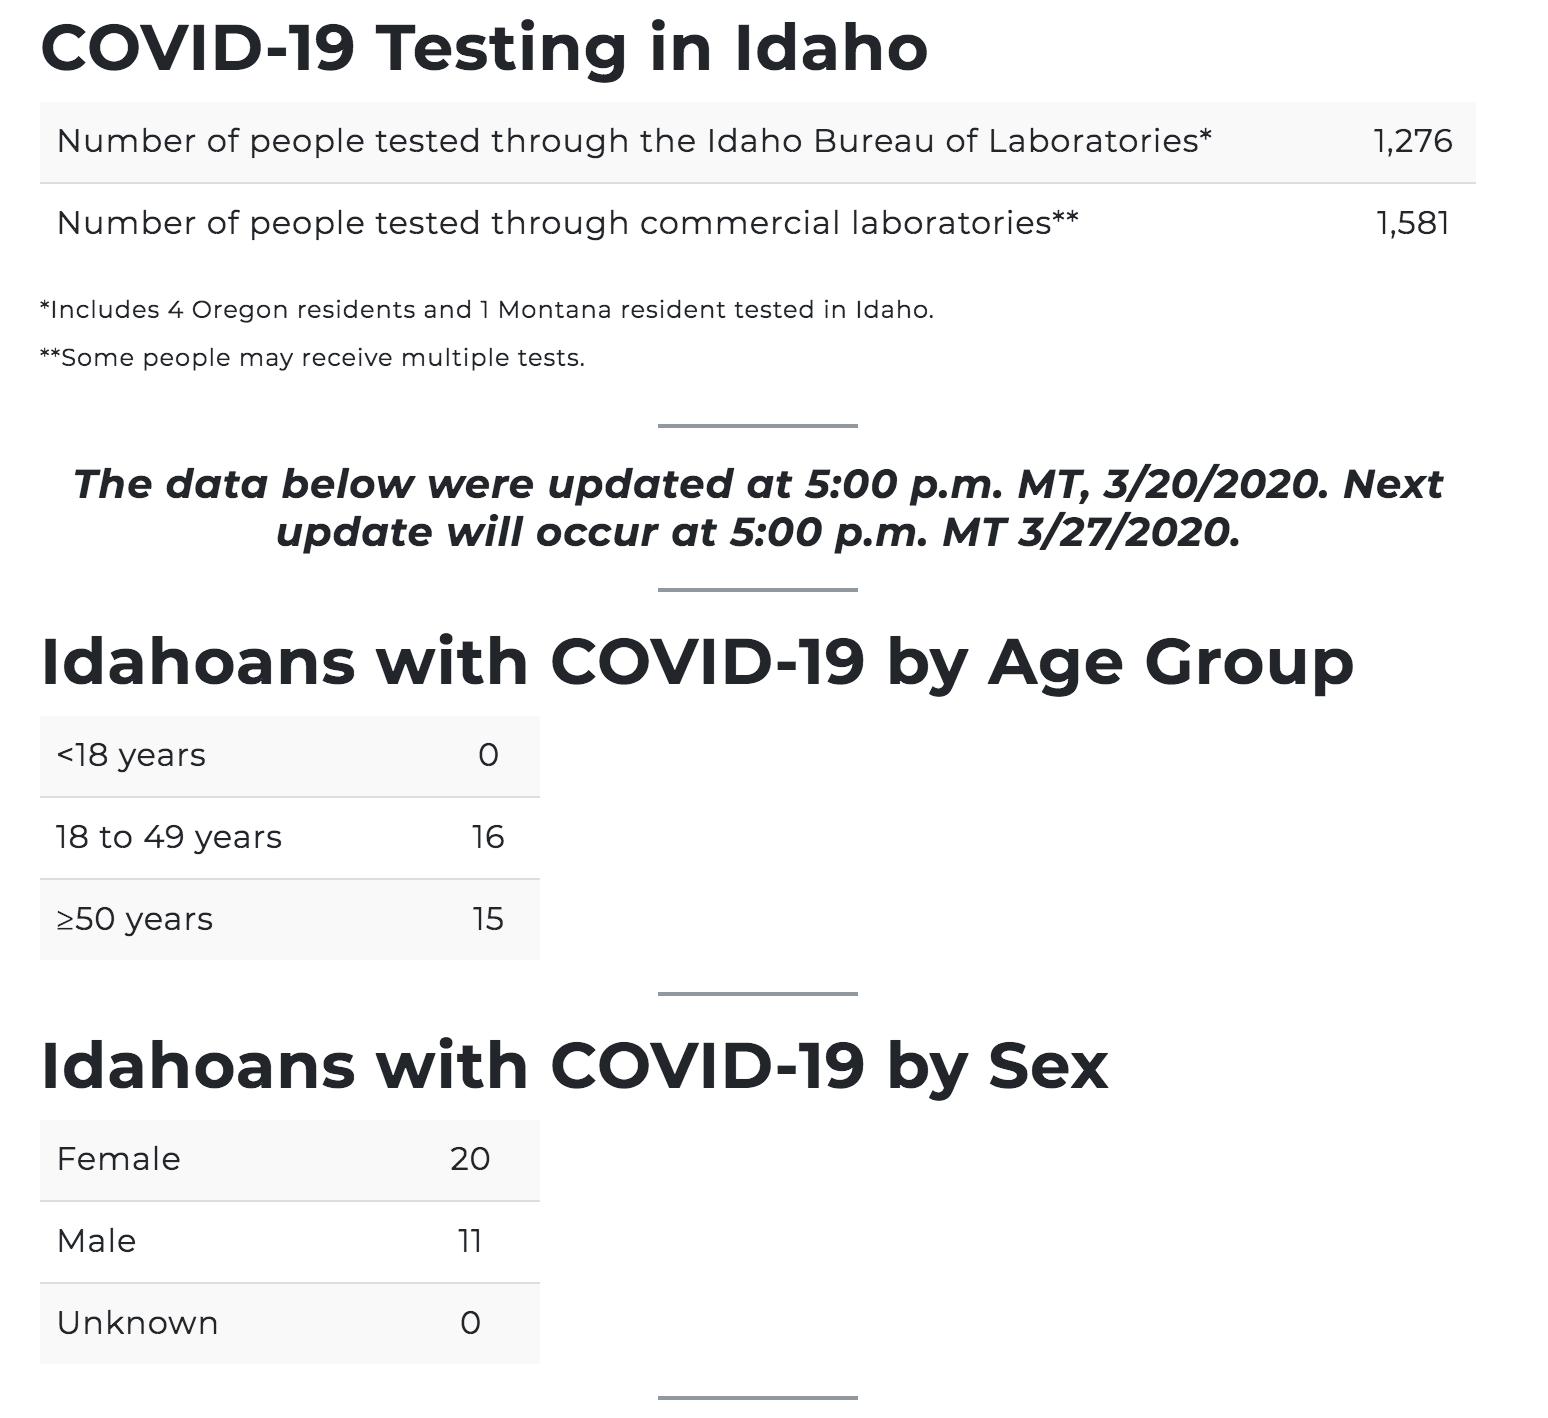 COVID-19 Testing in Idaho
Number of people tested through the Idaho Bureau of Laboratories* 1,276
Number of people tested through commercial laboratories** 1,581
*Includes 4 Oregon residents and 1 Montana resident tested in Idaho.
**Some people may receive multiple tests.
The data below were updated at 5:00 p.m. MT, 3/20/2020. Next
update will occur at 5:00 p.m. MT 3/27/2020.
Idahoans with COVID-19 by Age Group
<18 years 0
18 to 49 years 16
≥50 years 15
Idahoans with COVID-19 by Sex
Female 20
Male 11
Unknown 0